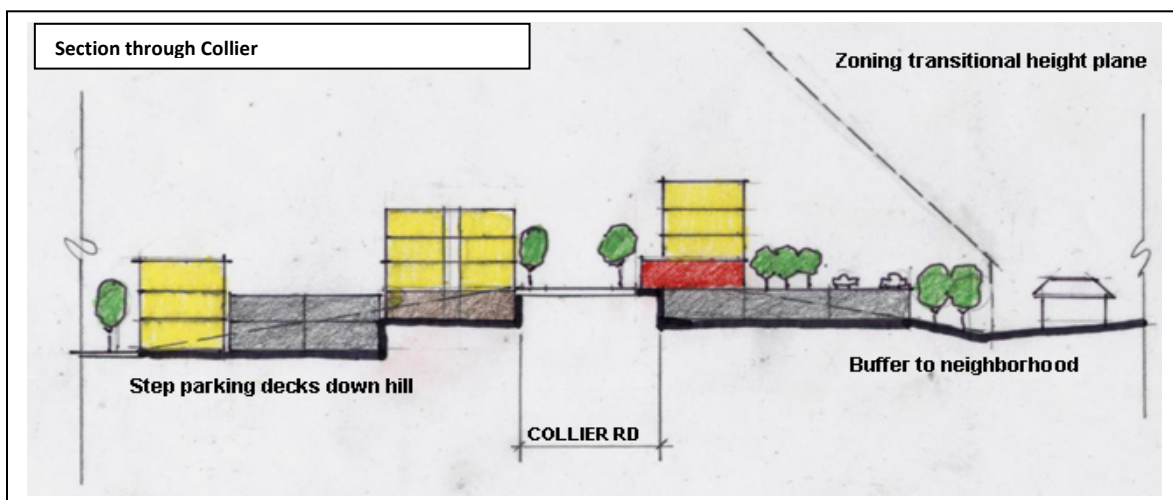 Section through Collier
Zoning transitional height plane
Step parking decks down hill
Buffer to neighborhood
COLLIER RD